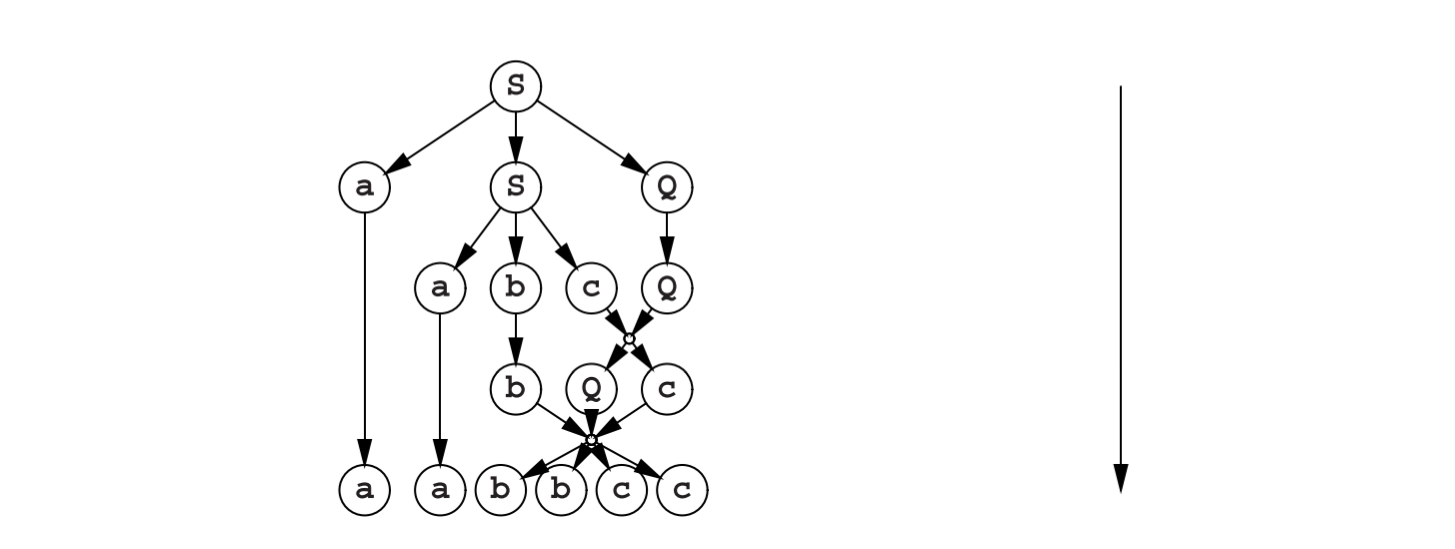 S
a S Q
a b c Q
b Q c
a a b b c c